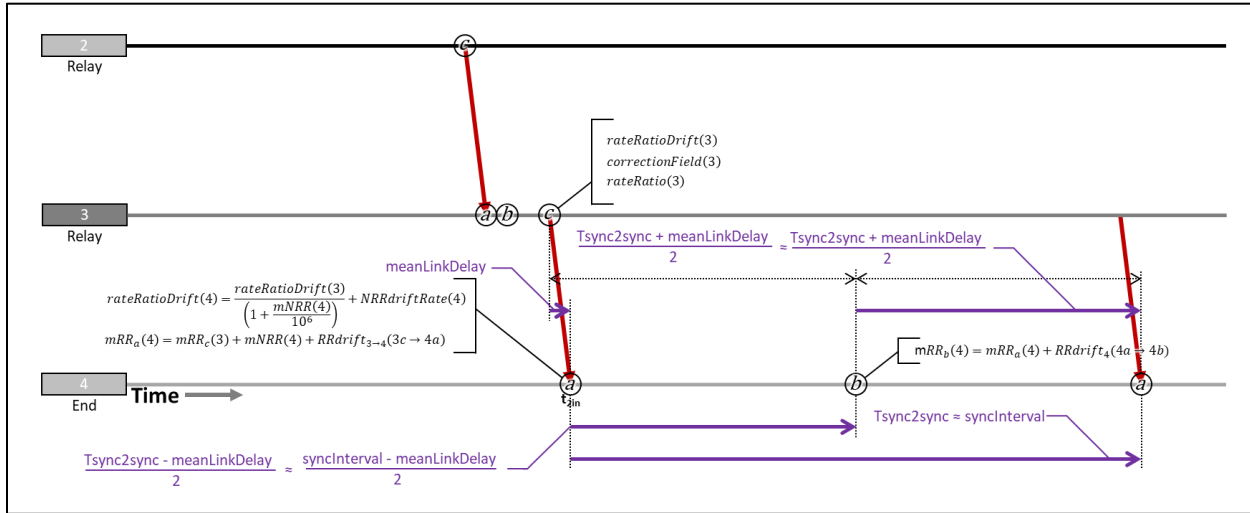 2
Relay
c
rateRatioDrift(3)
correctionField(3)
rateRatio(3)
3
Relay
a b c
Tsync2sync + meanLinkDelay / 2 ≈ Tsync2sync + meanLinkDelay / 2
meanLinkDelay
rateRatioDrift(4) = rateRatioDrift(3) / (1 + mNRR(4) / 10^6) + NRRdriftRate(4)
mRR_a(4) = mRR_c(3) + mNRR(4) + RRdrift_3→4(3c → 4a)
mRR_b(4) = mRR_a(4) + RRdrift_4(4a → 4b)
4
End
Time
a b a
t_2in
Tsync2sync ≈ syncInterval
Tsync2sync - meanLinkDelay / 2 ≈ syncInterval - meanLinkDelay / 2